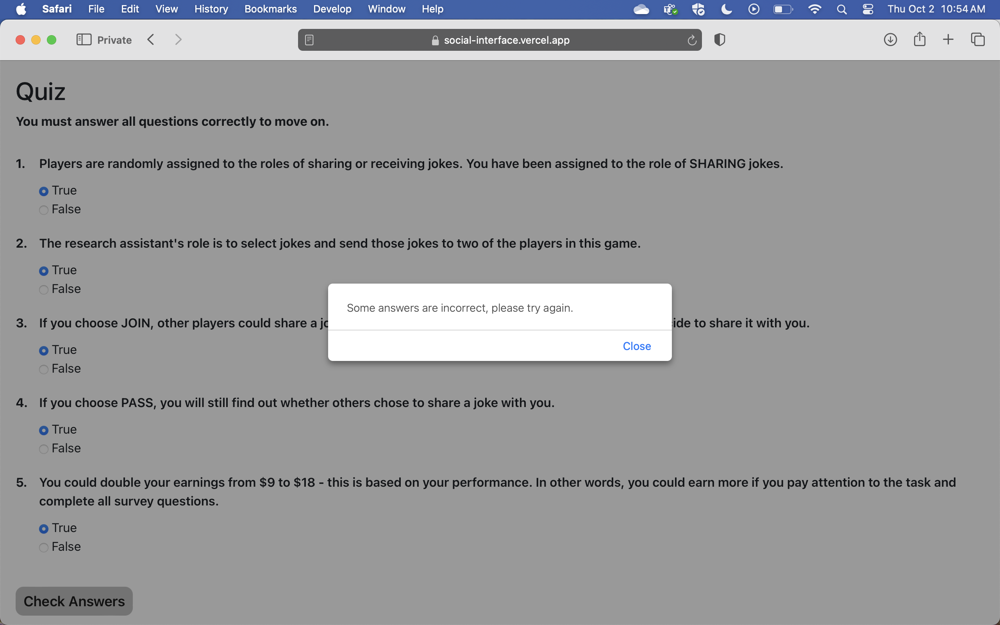 Safari File Edit View History Bookmarks Develop Window Help Thu Oct 2 10:54 AM
Private social-interface.vercel.app
Quiz
You must answer all questions correctly to move on.
1. Players are randomly assigned to the roles of sharing or receiving jokes. You have been assigned to the role of SHARING jokes.
True
False
2. The research assistant's role is to select jokes and send those jokes to two of the players in this game.
True
False
Some answers are incorrect, please try again.
3. If you choose JOIN, other players could share a to share it with you.
Close
True
False
4. If you choose PASS, you will still find out whether others chose to share a joke with you.
True
False
5. You could double your earnings from $9 to $18 - this is based on your performance. In other words, you could earn more if you pay attention to the task and
complete all survey questions.
True
False
Check Answers